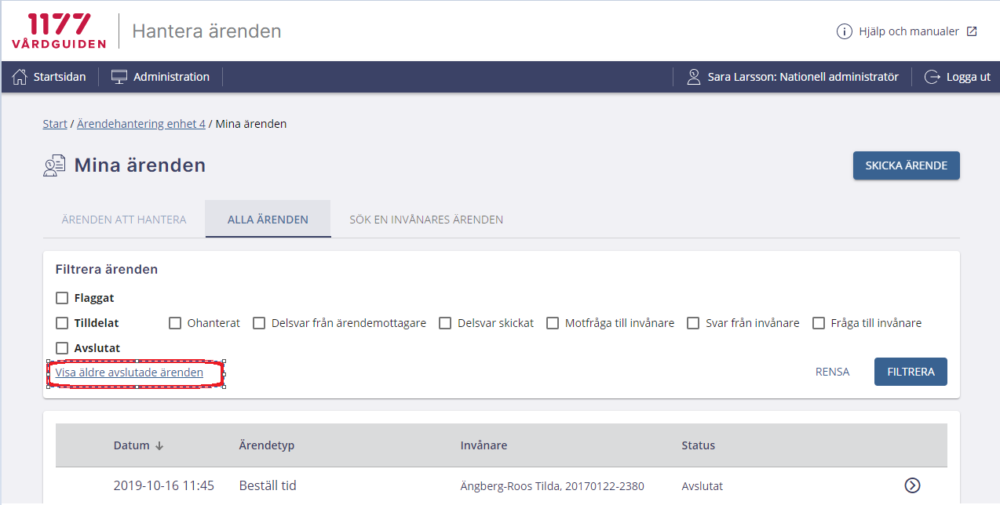 1177
VÅRDGUIDEN
Hantera ärenden
Hjälp och manualer
Startsidan
Administration
Sara Larsson: Nationell administratör
Logga ut
Start / Ärendehantering enhet 4 / Mina ärenden
Mina ärenden
SKICKA ÄRENDE
ÄRENDEN ATT HANTERA
ALLA ÄRENDEN
SÖK EN INVÅNARES ÄRENDEN
Filtrera ärenden
Flaggat
Tilldelat
Ohanterat
Delsvar från ärendemottagare
Delsvar skickat
Motfråga till invånare
Svar från invånare
Fråga till invånare
Avslutat
Visa äldre avslutade ärenden
RENSA
FILTRERA
Datum
Ärendetyp
Invånare
Status
2019-10-16 11:45
Beställ tid
Ängberg-Roos Tilda, 20170122-2380
Avslutat